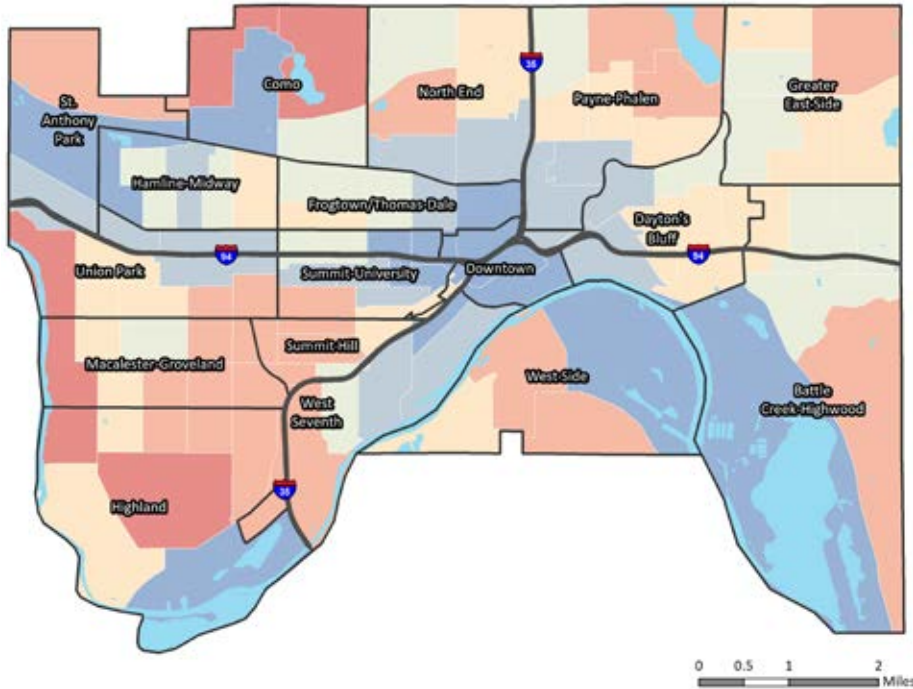 35
Como
North End
Payne-Phalen
Greater
East-Side
St.
Anthony
Park
Hamline-Midway
Frogtown/Thomas-Dale
Dayton's
Bluff
94
94
Union Park
Summit-University
Downtown
Macalester-Groveland
Summit-Hill
West-Side
West
Seventh
Battle
Creek-Highwood
35
Highland
0 0.5 1 2
Miles